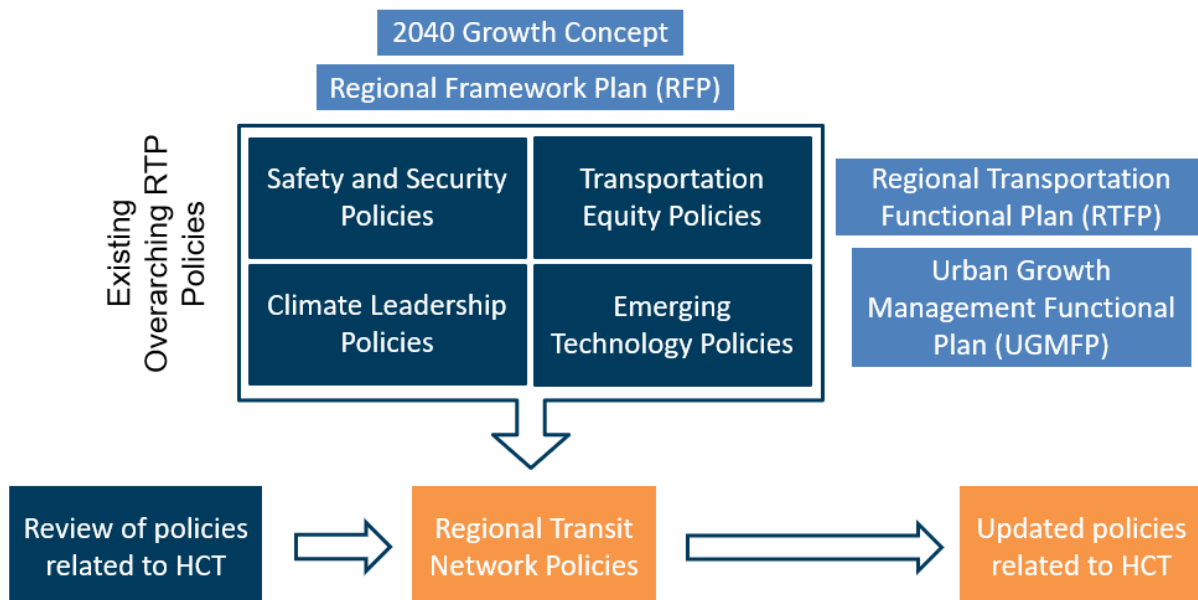 2040 Growth Concept
Regional Framework Plan (RFP)
Existing
Overarching RTP
Policies
Safety and Security
Policies
Transportation
Equity Policies
Climate Leadership
Policies
Emerging
Technology Policies
Regional Transportation
Functional Plan (RTFP)
Urban Growth
Management Functional
Plan (UGMFP)
Review of policies
related to HCT
Regional Transit
Network Policies
Updated policies
related to HCT